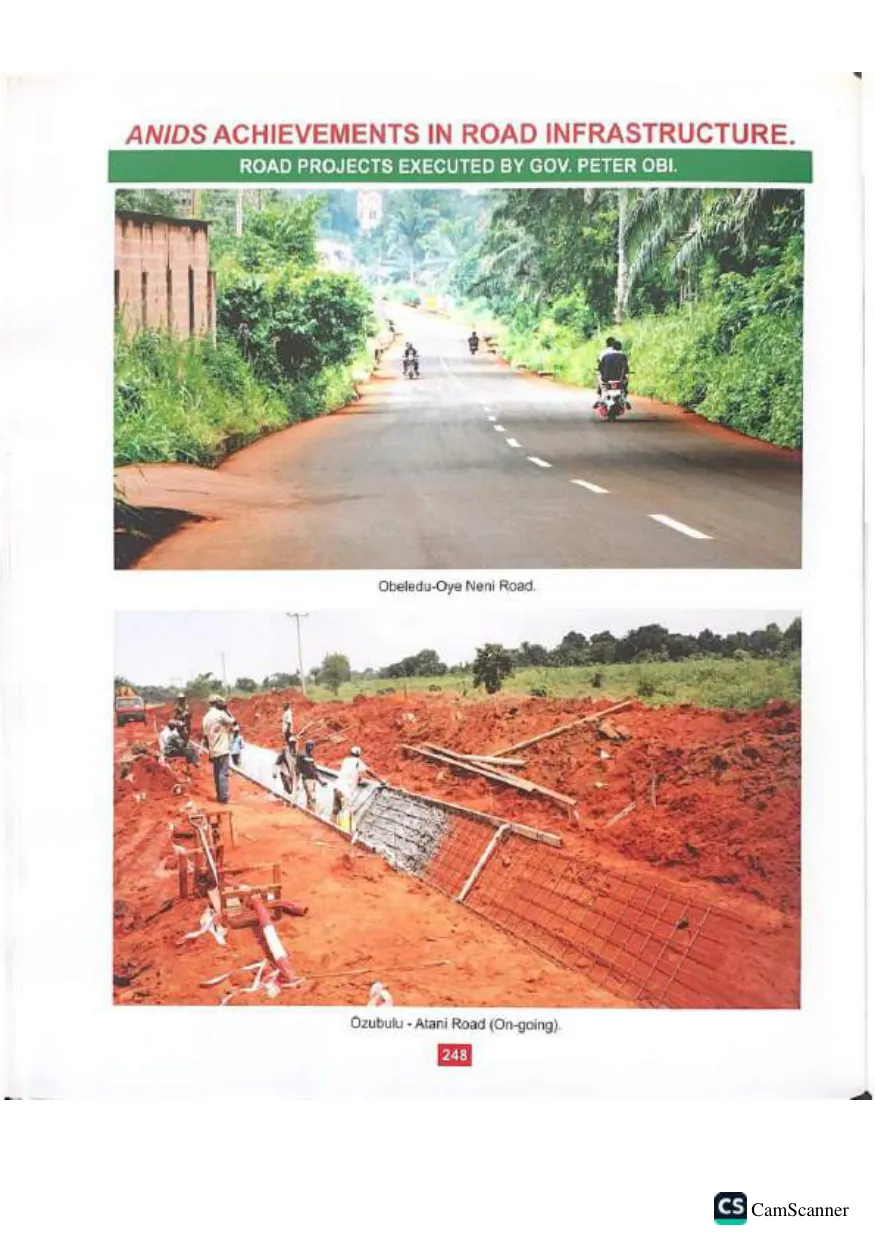 ANIDS ACHIEVEMENTS IN ROAD INFRASTRUCTURE.
ROAD PROJECTS EXECUTED BY GOV. PETER OBI.
Obeledu-Oye Neni Road.
Ozubulu - Atani Road (On-going).
248
CS CamScanner